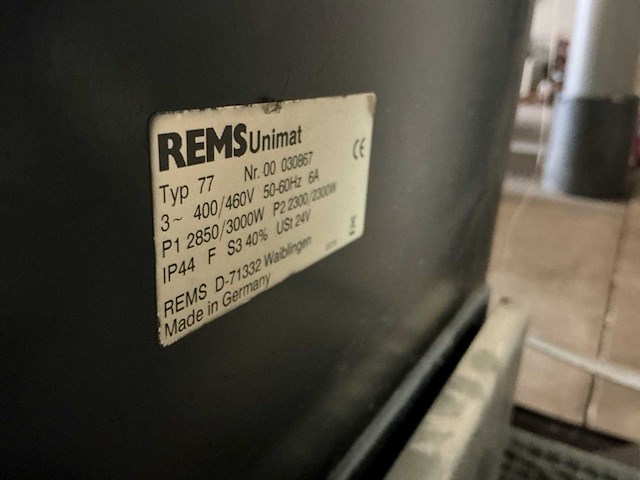 REMS Unimat
Typ 77 Nr. 00 030867
3~ 400/460V 50-60Hz 6A
P1 2850/3000W P2 2300/2300W
IP44 F S3 40% USt 24V
REMS D-71332 Waiblingen
Made in Germany
CE